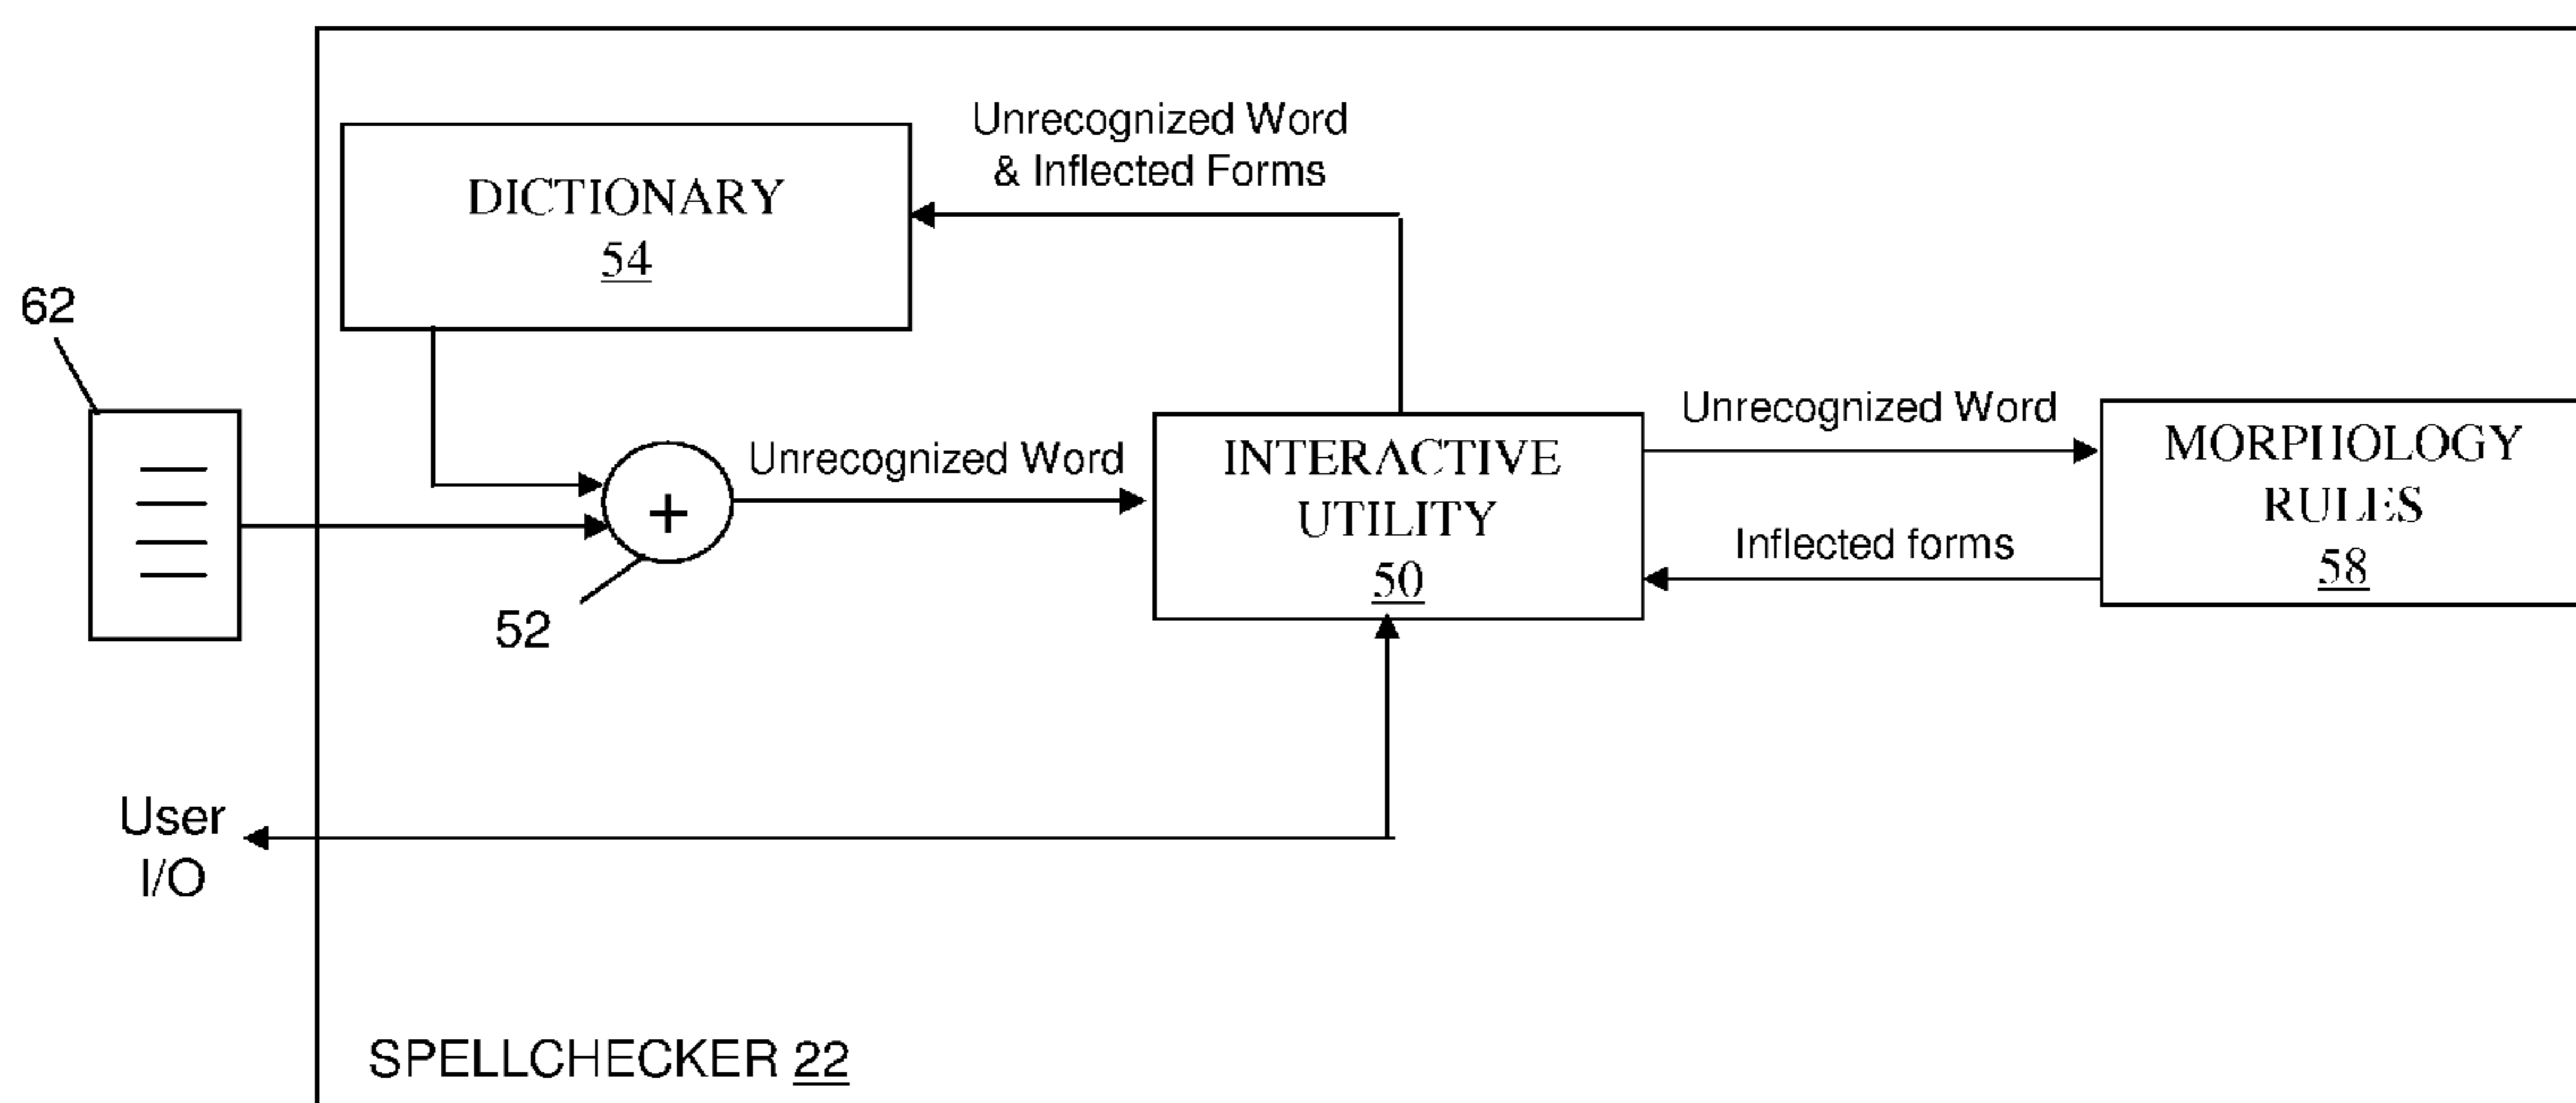 Unrecognized Word
& Inflected Forms
DICTIONARY
54
62
Unrecognized Word
INTERACTIVE
UTILITY
50
Unrecognized Word
Inflected forms
MORPHOLOGY
RULES
58
+
52
User
I/O
SPELLCHECKER 22